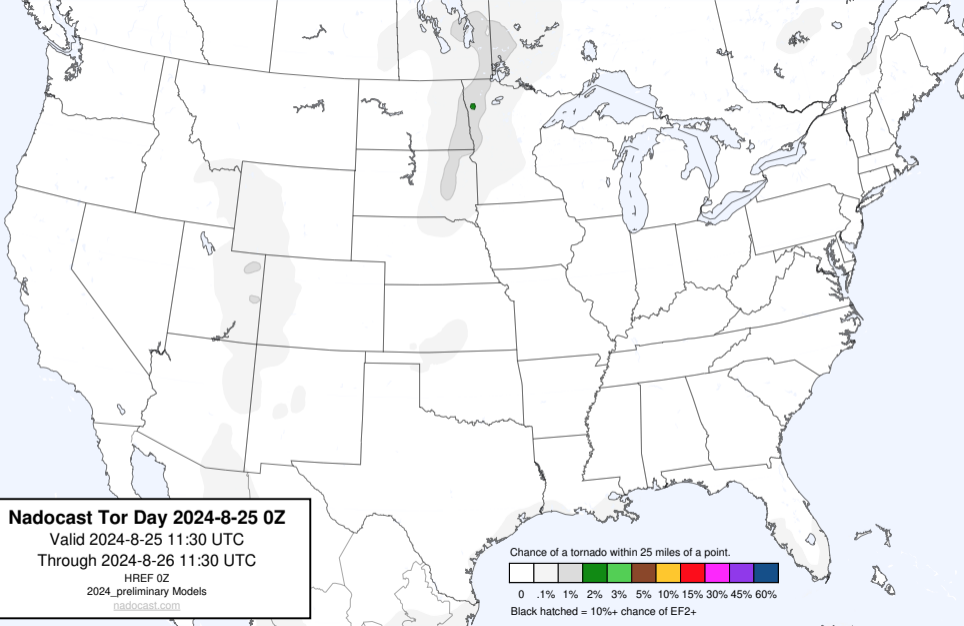 Nadocast Tor Day 2024-8-25 0Z
Valid 2024-8-25 11:30 UTC
Through 2024-8-26 11:30 UTC
HREF 0Z
2024_preliminary Models
nadocast.com
Chance of a tornado within 25 miles of a point.
0 .1% 1% 2% 3% 5% 10% 15% 30% 45% 60%
Black hatched = 10%+ chance of EF2+